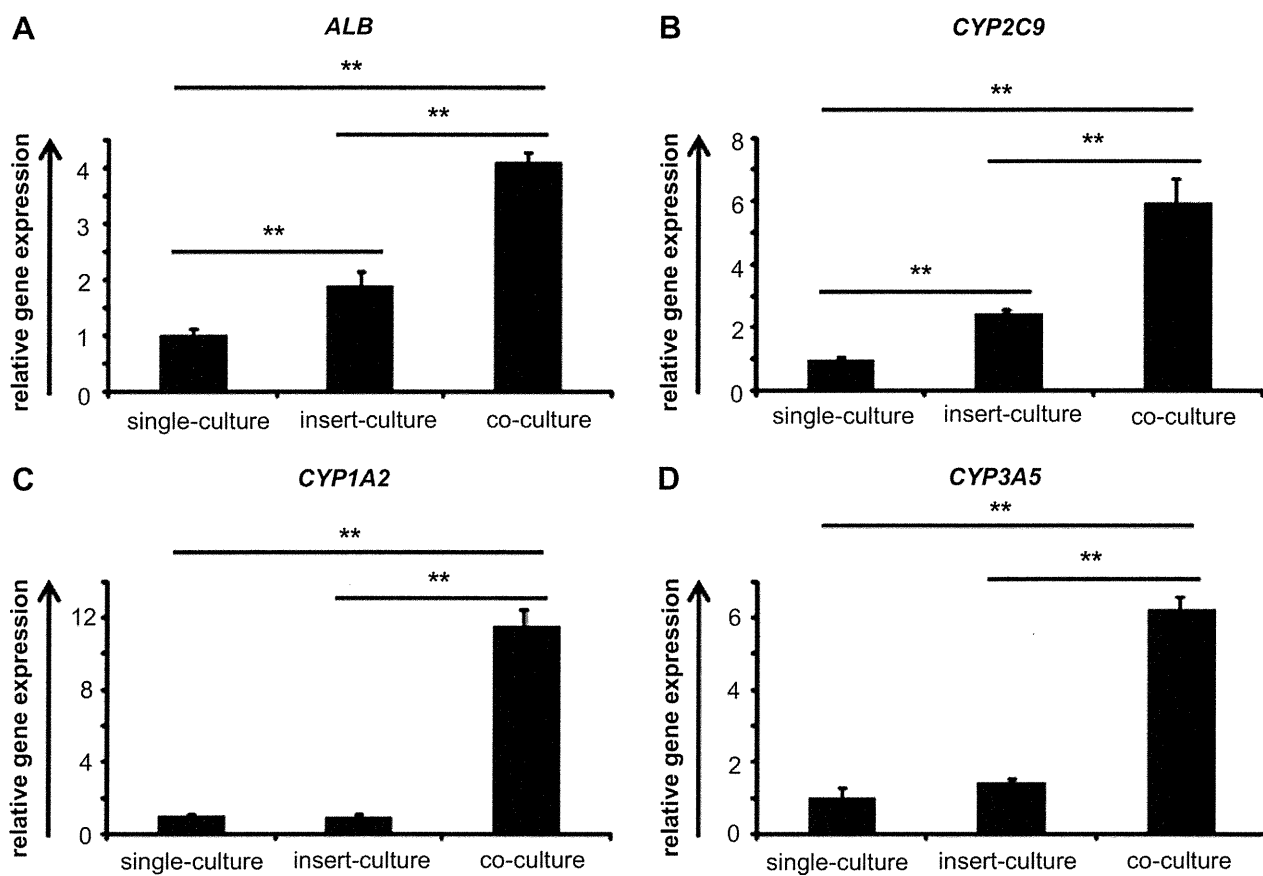 A
ALB
**
**
**
relative gene expression
4
3
2
1
0
single-culture
insert-culture
co-culture
B
CYP2C9
**
**
**
relative gene expression
8
6
4
2
0
single-culture
insert-culture
co-culture
C
CYP1A2
**
**
relative gene expression
12
8
4
0
single-culture
insert-culture
co-culture
D
CYP3A5
**
**
relative gene expression
6
4
2
0
single-culture
insert-culture
co-culture